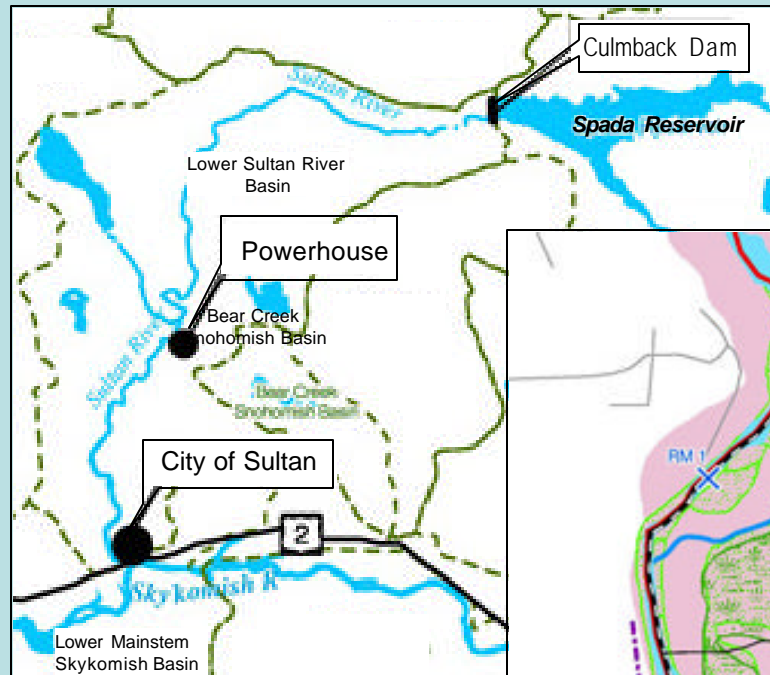 Culmback Dam
Sultan River
Spada Reservoir
Lower Sultan River
Basin
Powerhouse
Bear Creek
nohomish Basin
Sultan River
Bear Creek
Snohomish Basin
City of Sultan
RM 1
2
Skykomish R
Lower Mainstem
Skykomish Basin